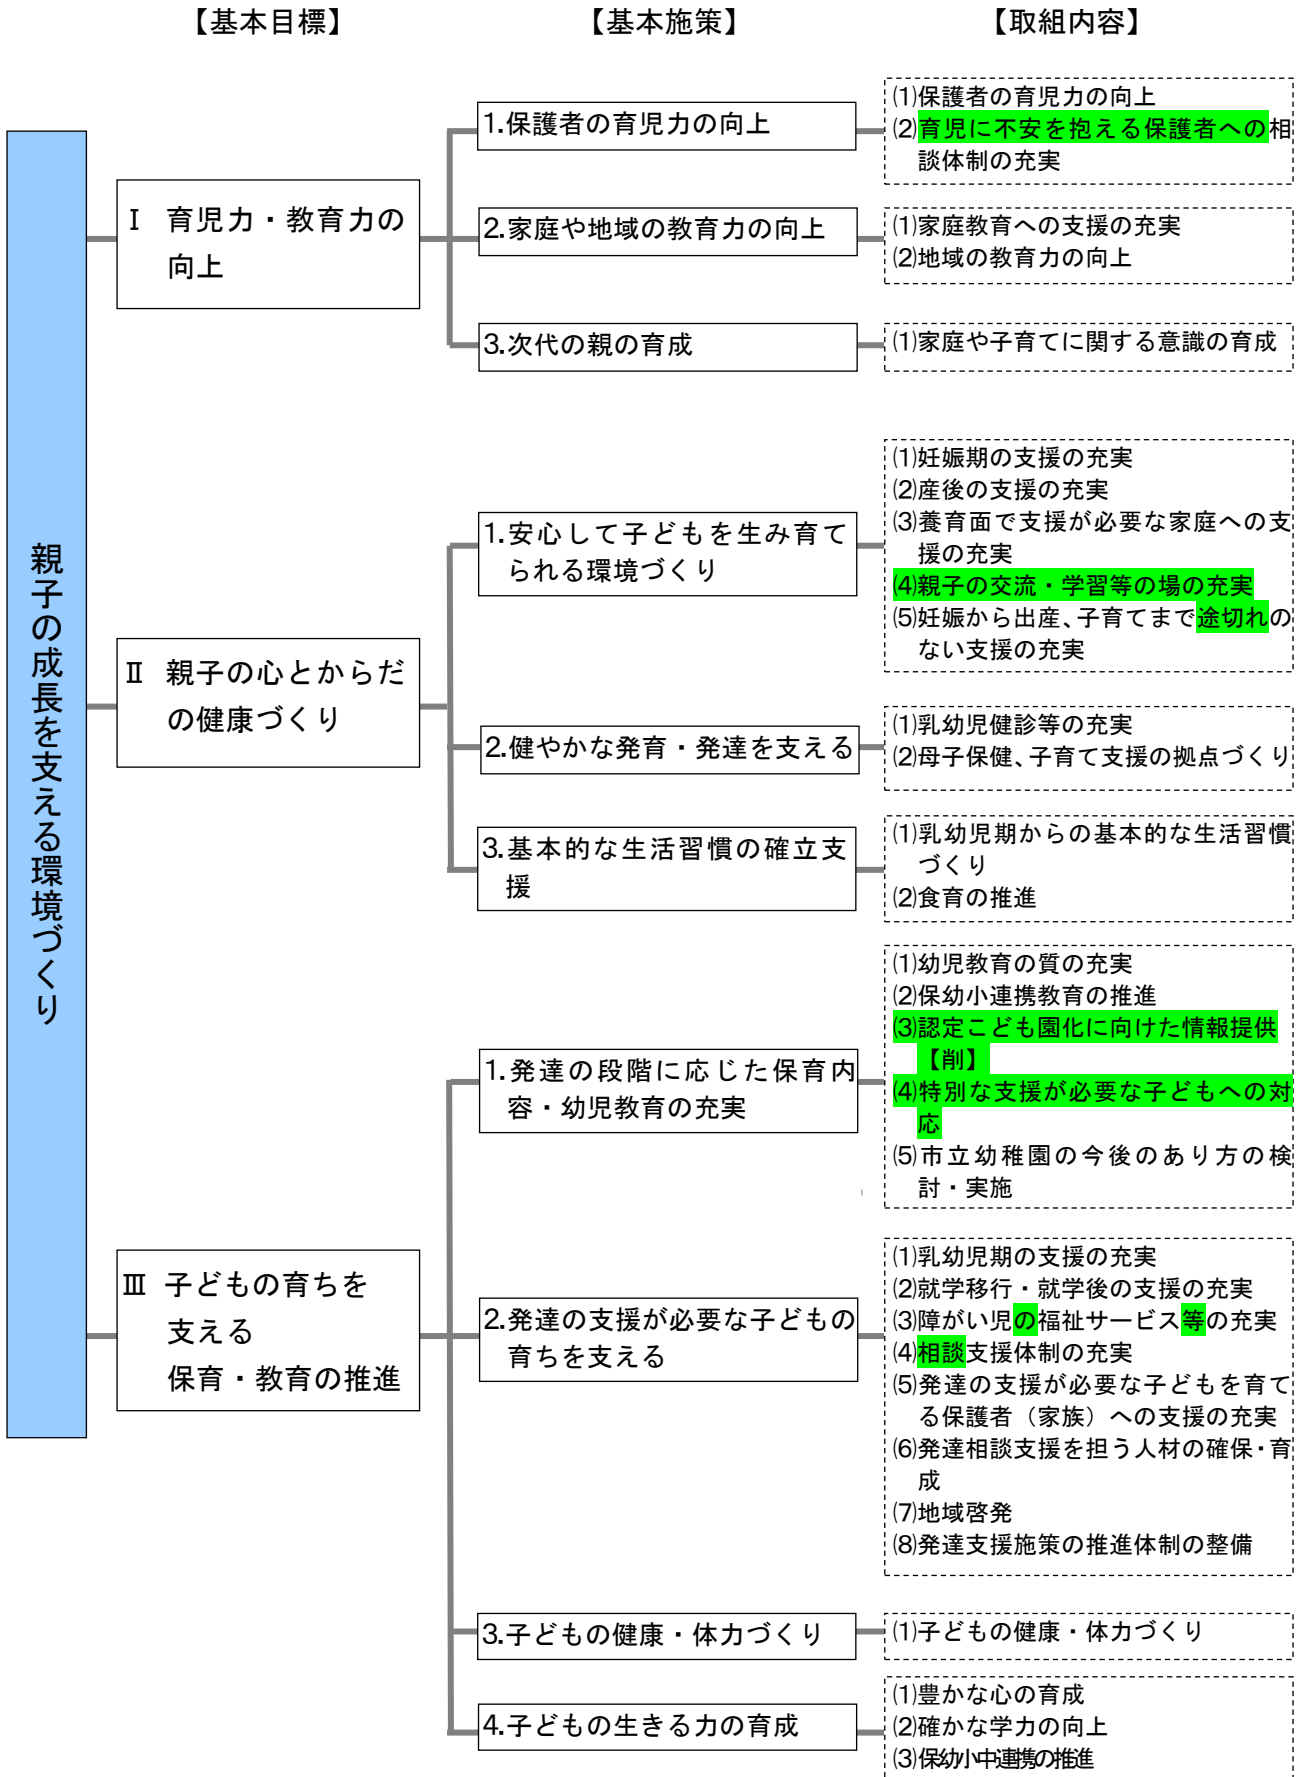 【基本目標】 【基本施策】 【取組内容】
親子の成長を支える環境づくり
Ⅰ 育児力・教育力の
向上
1.保護者の育児力の向上
⑴保護者の育児力の向上
⑵育児に不安を抱える保護者への相
談体制の充実
2.家庭や地域の教育力の向上
⑴家庭教育への支援の充実
⑵地域の教育力の向上
3.次代の親の育成
⑴家庭や子育てに関する意識の育成
Ⅱ 親子の心とからだ
の健康づくり
1.安心して子どもを生み育て
られる環境づくり
⑴妊娠期の支援の充実
⑵産後の支援の充実
⑶養育面で支援が必要な家庭への支
援の充実
⑷親子の交流・学習等の場の充実
⑸妊娠から出産、子育てまで途切れの
ない支援の充実
2.健やかな発育・発達を支える
⑴乳幼児健診等の充実
⑵母子保健、子育て支援の拠点づくり
3.基本的な生活習慣の確立支
援
⑴乳幼児期からの基本的な生活習慣
づくり
⑵食育の推進
Ⅲ 子どもの育ちを
支える
保育・教育の推進
1.発達の段階に応じた保育内
容・幼児教育の充実
⑴幼児教育の質の充実
⑵保幼小連携教育の推進
⑶認定こども園化に向けた情報提供
【削】
⑷特別な支援が必要な子どもへの対
応
⑸市立幼稚園の今後のあり方の検
討・実施
2.発達の支援が必要な子どもの
育ちを支える
⑴乳幼児期の支援の充実
⑵就学移行・就学後の支援の充実
⑶障がい児の福祉サービス等の充実
⑷相談支援体制の充実
⑸発達の支援が必要な子どもを育て
る保護者（家族）への支援の充実
⑹発達相談支援を担う人材の確保・育
成
⑺地域啓発
⑻発達支援施策の推進体制の整備
3.子どもの健康・体力づくり
⑴子どもの健康・体力づくり
4.子どもの生きる力の育成
⑴豊かな心の育成
⑵確かな学力の向上
⑶保幼小中連携の推進